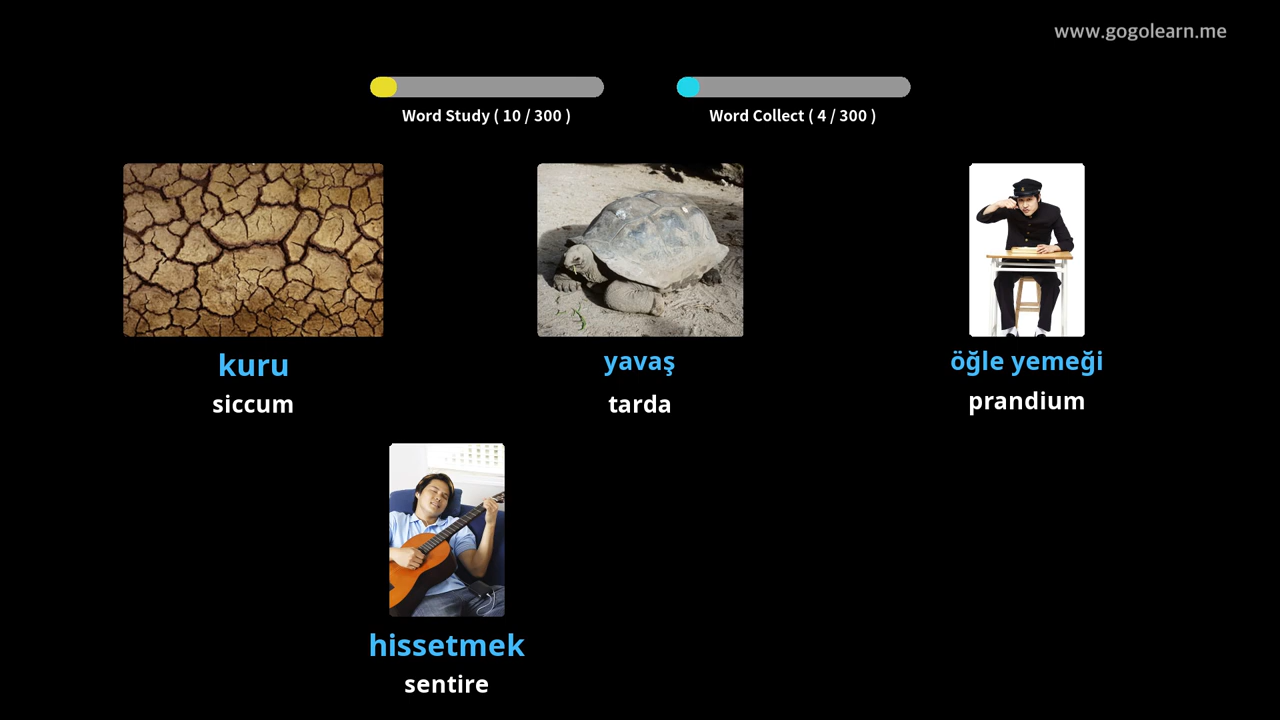 www.gogolearn.me
Word Study ( 10 / 300 )
Word Collect ( 4 / 300 )
kuru
siccum
yavaş
tarda
öğle yemeği
prandium
hissetmek
sentire